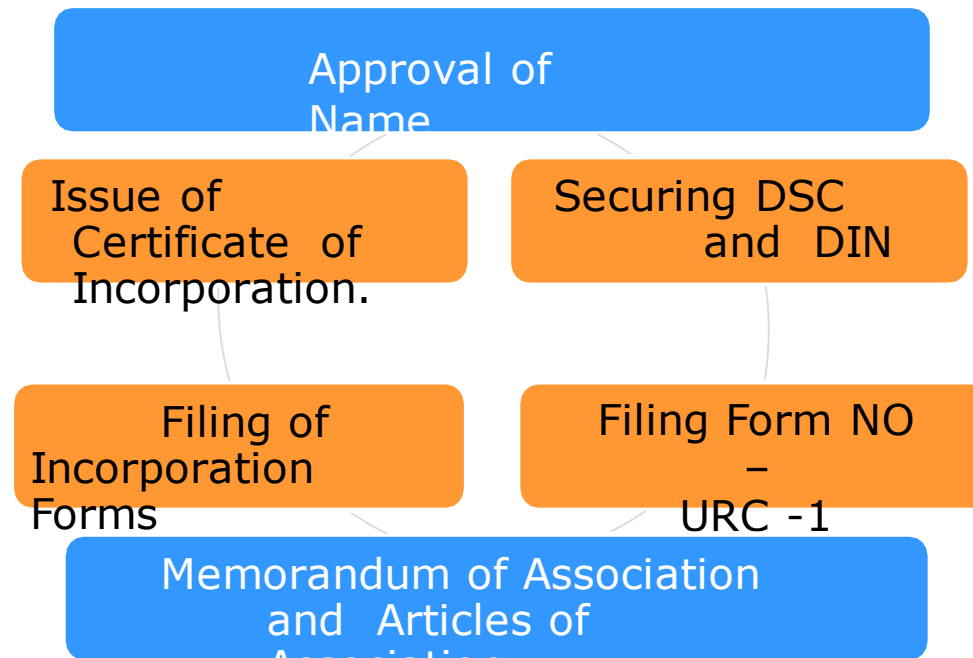 Approval of
Name
Issue of
Certificate of
Incorporation.
Securing DSC
and DIN
Filing of
Incorporation
Forms
Filing Form NO
–
URC -1
Memorandum of Association
and Articles of
Association